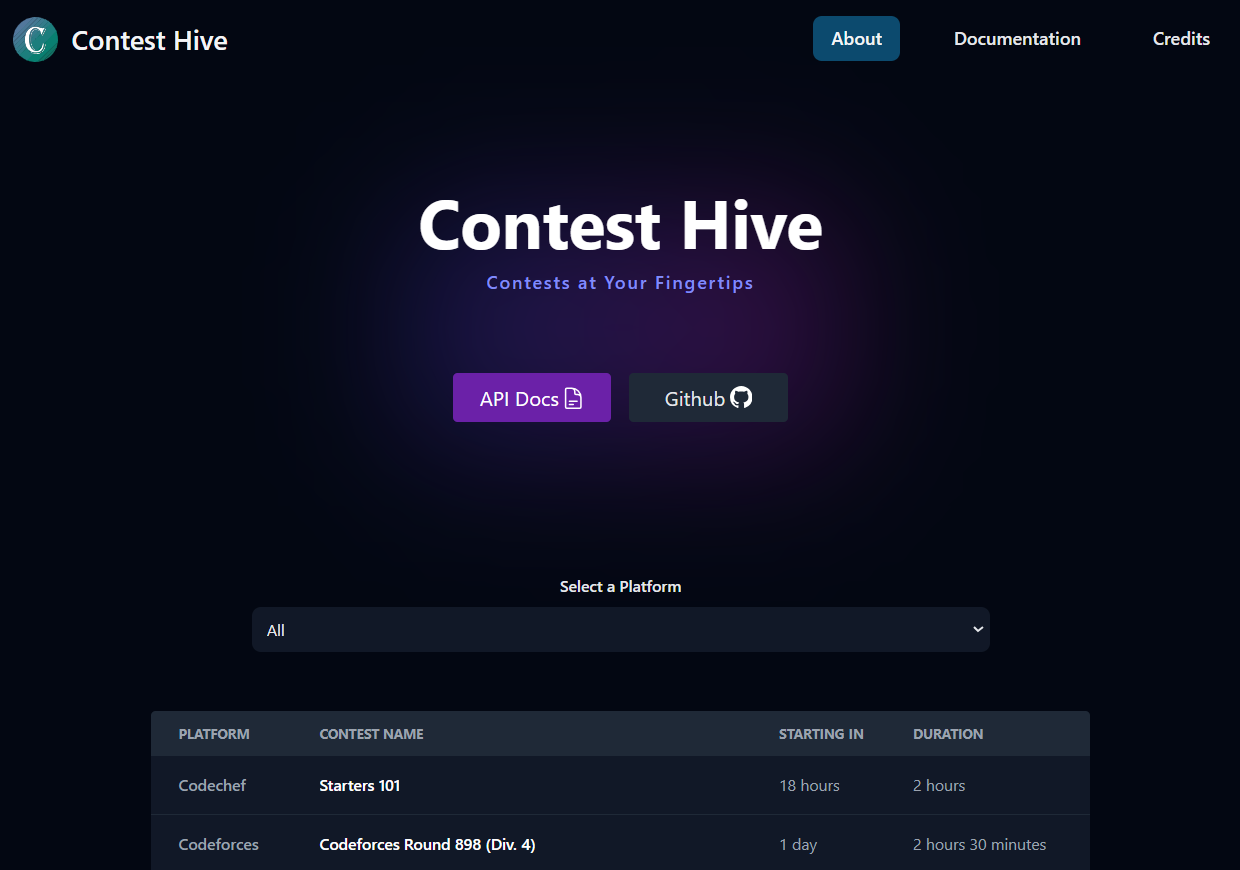 C Contest Hive About Documentation Credits
Contest Hive
Contests at Your Fingertips
API Docs Github
Select a Platform
All
PLATFORM CONTEST NAME STARTING IN DURATION
Codechef Starters 101 18 hours 2 hours
Codeforces Codeforces Round 898 (Div. 4) 1 day 2 hours 30 minutes